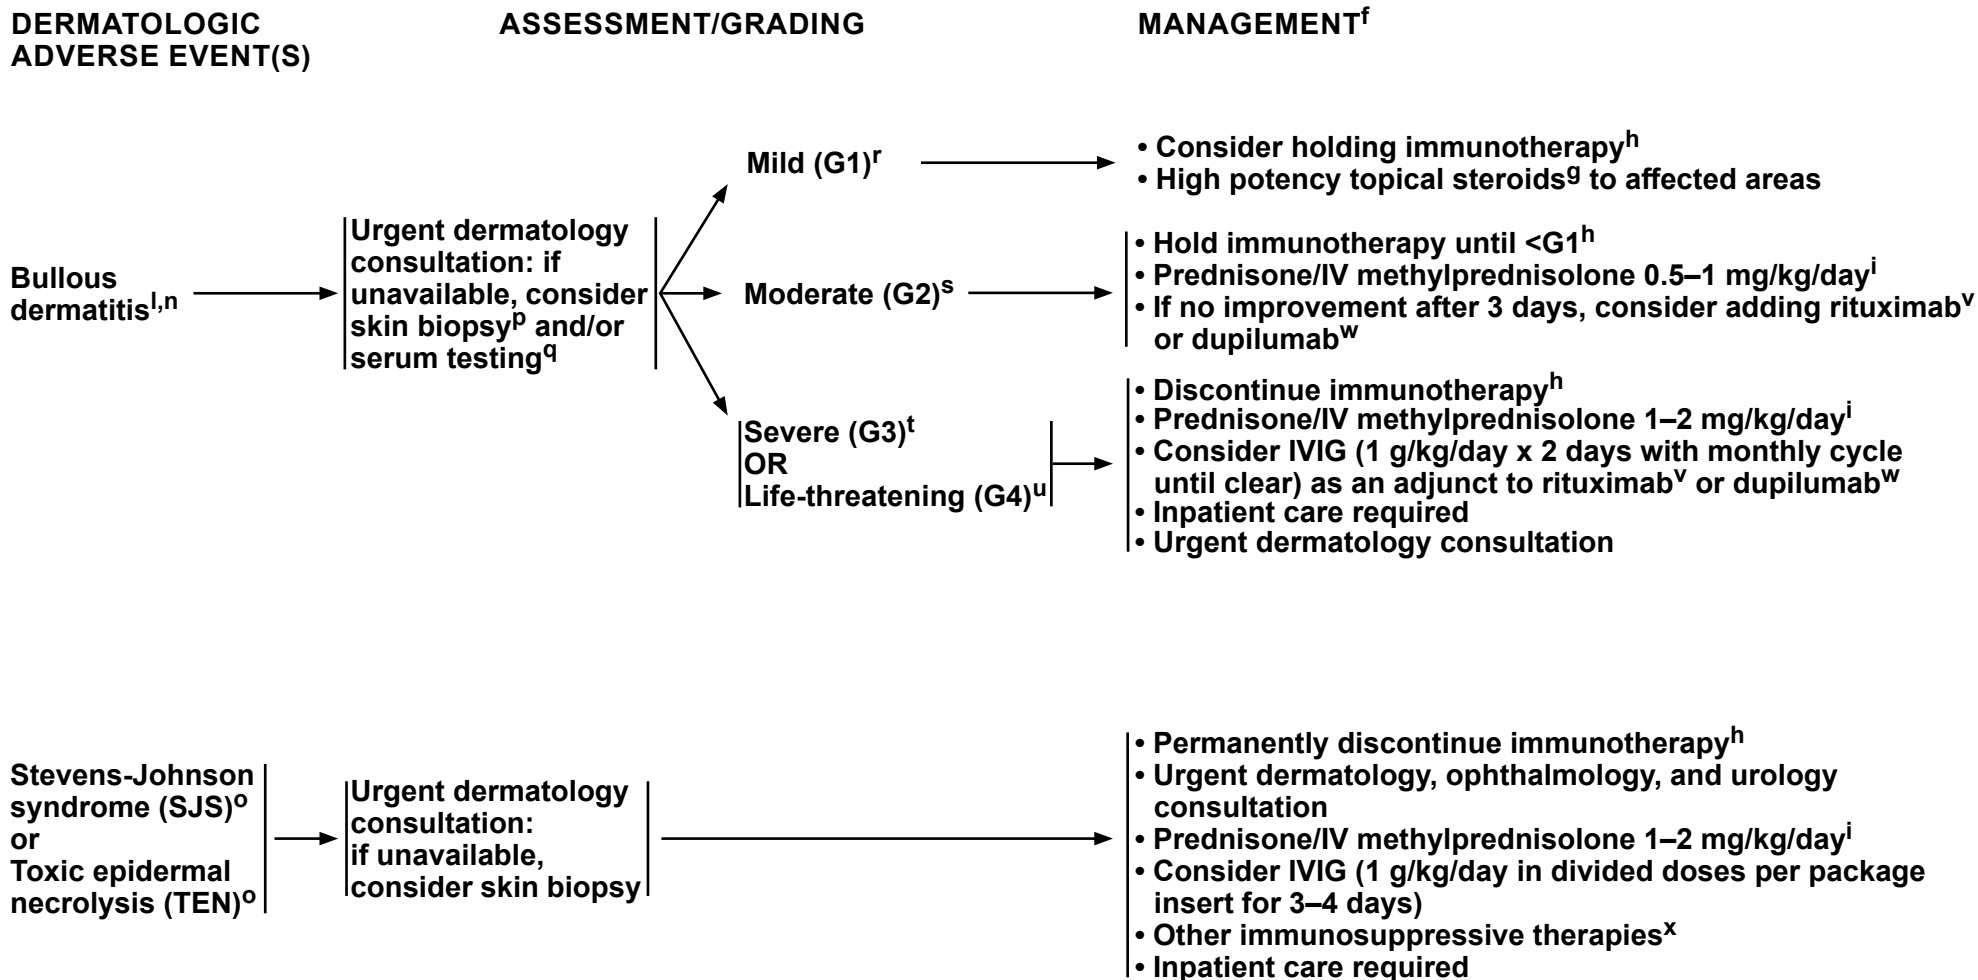 DERMATOLOGIC
ADVERSE EVENT(S)
ASSESSMENT/GRADING
MANAGEMENTf
Bullous
dermatitisl,n
Urgent dermatology
consultation: if
unavailable, consider
skin biopsyp and/or
serum testingq
Mild (G1)r
• Consider holding immunotherapyh
• High potency topical steroidsg to affected areas
Moderate (G2)s
• Hold immunotherapy until <G1h
• Prednisone/IV methylprednisolone 0.5–1 mg/kg/dayi
• If no improvement after 3 days, consider adding rituximabv
or dupilumabw
Severe (G3)t
OR
Life-threatening (G4)u
• Discontinue immunotherapyh
• Prednisone/IV methylprednisolone 1–2 mg/kg/dayi
• Consider IVIG (1 g/kg/day x 2 days with monthly cycle
until clear) as an adjunct to rituximabv or dupilumabw
• Inpatient care required
• Urgent dermatology consultation
Stevens-Johnson
syndrome (SJS)o
or
Toxic epidermal
necrolysis (TEN)o
Urgent dermatology
consultation:
if unavailable,
consider skin biopsy
• Permanently discontinue immunotherapyh
• Urgent dermatology, ophthalmology, and urology
consultation
• Prednisone/IV methylprednisolone 1–2 mg/kg/dayi
• Consider IVIG (1 g/kg/day in divided doses per package
insert for 3–4 days)
• Other immunosuppressive therapiesx
• Inpatient care required